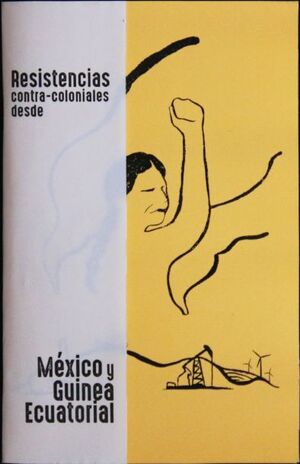 Resistencias
contra-coloniales
desde
México y
Guinea
Ecuatorial